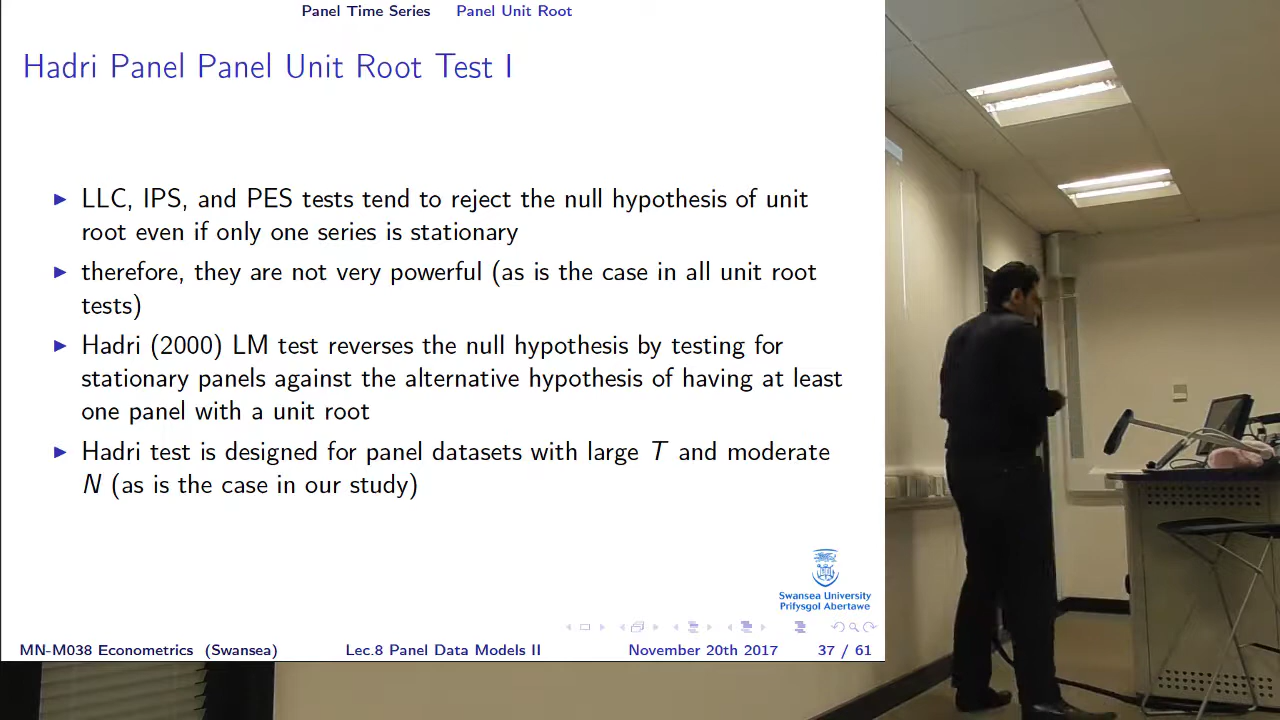 Panel Time Series Panel Unit Root
Hadri Panel Panel Unit Root Test I
LLC, IPS, and PES tests tend to reject the null hypothesis of unit
root even if only one series is stationary
therefore, they are not very powerful (as is the case in all unit root
tests)
Hadri (2000) LM test reverses the null hypothesis by testing for
stationary panels against the alternative hypothesis of having at least
one panel with a unit root
Hadri test is designed for panel datasets with large T and moderate
N (as is the case in our study)
Swansea University
Prifysgol Abertawe
MN-M038 Econometrics (Swansea) Lec.8 Panel Data Models II November 20th 2017 37 / 61